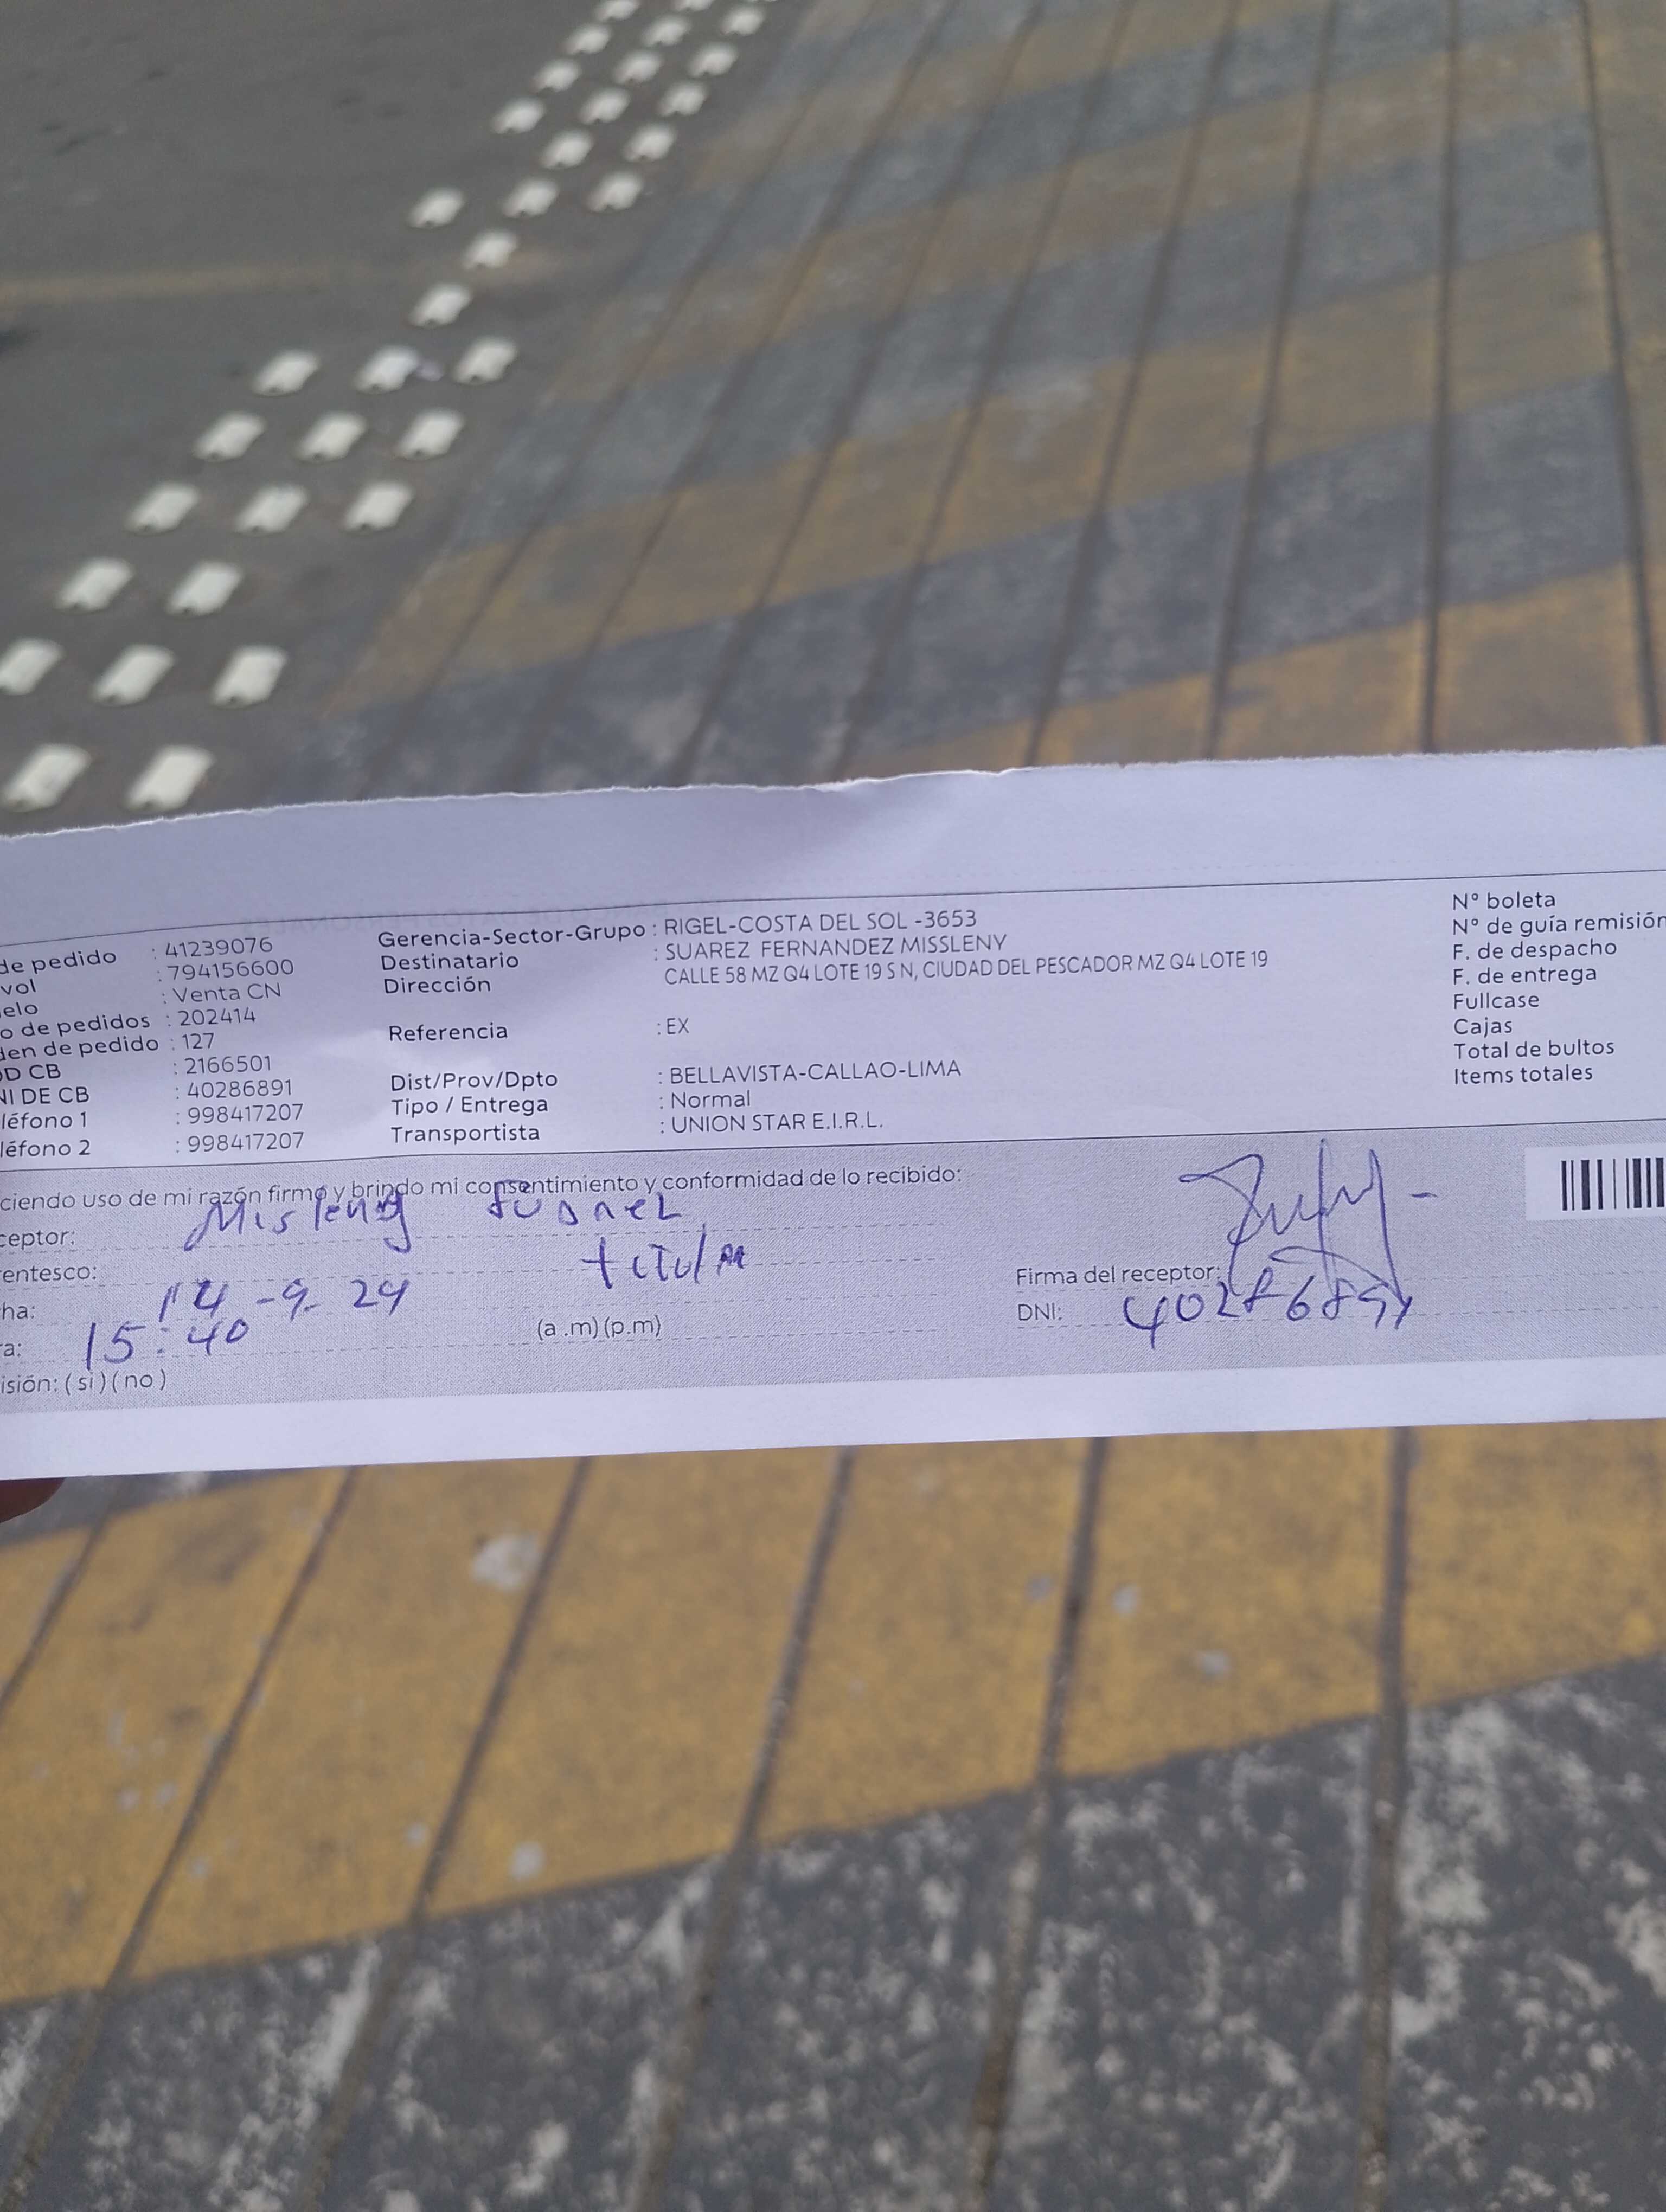 de pedido : 41239076
vol : 794156600
elo : Venta CN
o de pedidos : 202414
den de pedido : 127
D CB : 2166501
NI DE CB : 40286891
léfono 1 : 998417207
léfono 2 : 998417207
Gerencia-Sector-Grupo : RIGEL-COSTA DEL SOL -3653
Destinatario : SUAREZ FERNANDEZ MISSLENY
Dirección CALLE 58 MZ Q4 LOTE 19 S N, CIUDAD DEL PESCADOR MZ Q4 LOTE 19
Referencia : EX
Dist/Prov/Dpto : BELLAVISTA-CALLAO-LIMA
Tipo / Entrega : Normal
Transportista : UNION STAR E.I.R.L.
Nº boleta
Nº de guía remisión
F. de despacho
F. de entrega
Fullcase
Cajas
Total de bultos
Items totales
ciendo uso de mi razón firmo y brindo mi consentimiento y conformidad de lo recibido:
ceptor: Misleny
entesco:
ha: 14-9-24
ra: 15:40 (a .m) (p.m)
isión: ( si ) ( no )
Firma del receptor:
DNI: 40286891